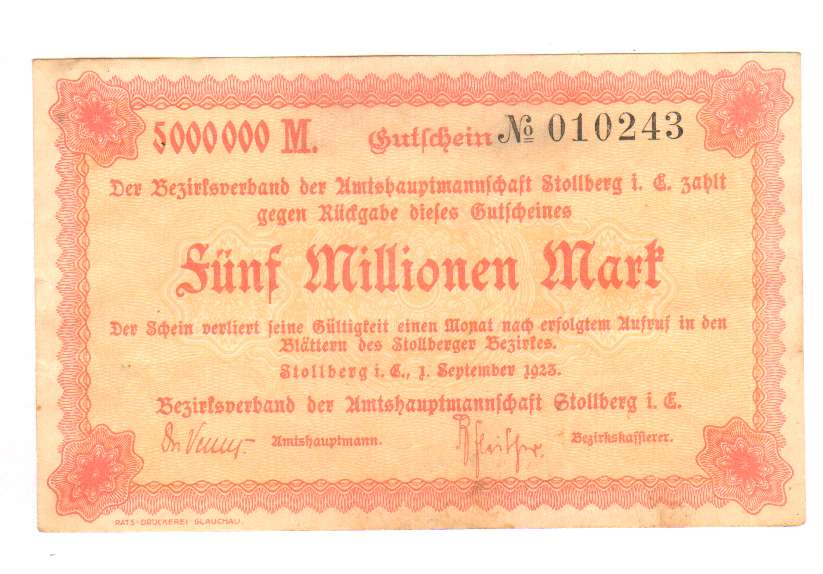 5000000 M. Gutschein № 010243
Der Bezirksverband der Amtshauptmannschaft Stollberg i. E. zahlt
gegen Rückgabe dieses Gutscheines
Fünf Millionen Mark
Der Schein verliert seine Gültigkeit einen Monat nach erfolgtem Aufruf in den
Blättern des Stollberger Bezirkes.
Stollberg i. E., 1. September 1923.
Bezirksverband der Amtshauptmannschaft Stollberg i. E.
Amtshauptmann. Bezirkskassierer.
RATS-DRUCKEREI GLAUCHAU.